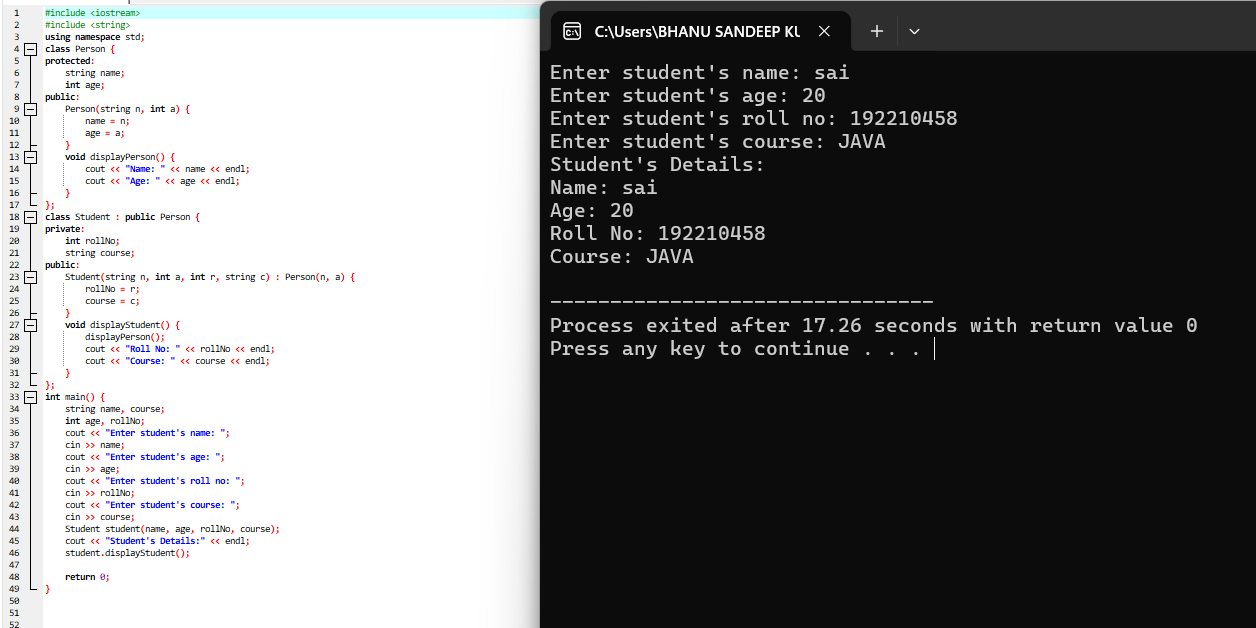 1 #include <iostream>
2 #include <string>
3 using namespace std;
4 class Person {
5 protected:
6 string name;
7 int age;
8 public:
9 Person(string n, int a) {
10 name = n;
11 age = a;
12 }
13 void displayPerson() {
14 cout << "Name: " << name << endl;
15 cout << "Age: " << age << endl;
16 }
17 };
18 class Student : public Person {
19 private:
20 int rollNo;
21 string course;
22 public:
23 Student(string n, int a, int r, string c) : Person(n, a) {
24 rollNo = r;
25 course = c;
26 }
27 void displayStudent() {
28 displayPerson();
29 cout << "Roll No: " << rollNo << endl;
30 cout << "Course: " << course << endl;
31 }
32 };
33 int main() {
34 string name, course;
35 int age, rollNo;
36 cout << "Enter student's name: ";
37 cin >> name;
38 cout << "Enter student's age: ";
39 cin >> age;
40 cout << "Enter student's roll no: ";
41 cin >> rollNo;
42 cout << "Enter student's course: ";
43 cin >> course;
44 Student student(name, age, rollNo, course);
45 cout << "Student's Details:" << endl;
46 student.displayStudent();
47
48 return 0;
49 }
50
51
52
C:\Users\BHANU SANDEEP KU
Enter student's name: sai
Enter student's age: 20
Enter student's roll no: 192210458
Enter student's course: JAVA
Student's Details:
Name: sai
Age: 20
Roll No: 192210458
Course: JAVA
--------------------------------
Process exited after 17.26 seconds with return value 0
Press any key to continue . . .